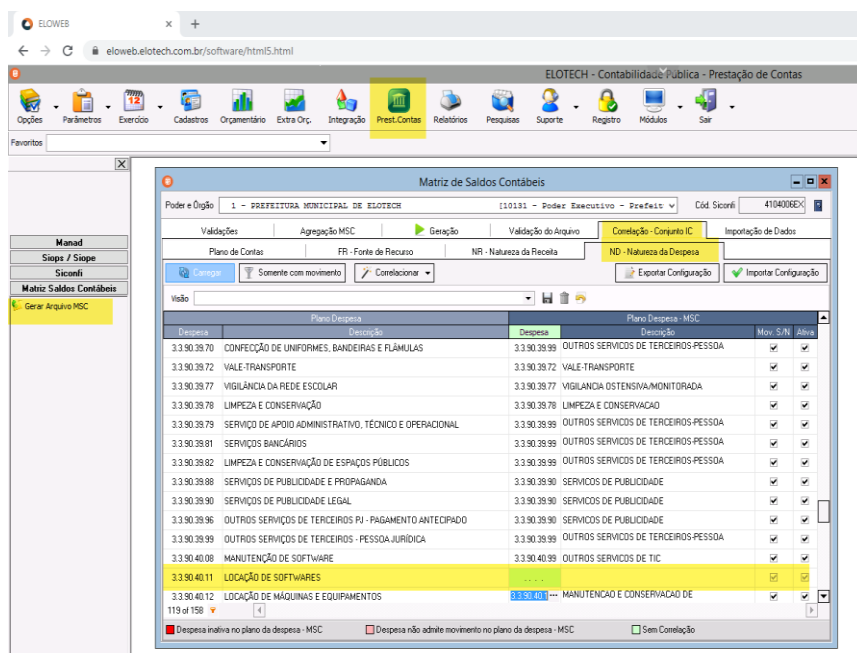 ELOWEB
eloweb.elotech.com.br/software/html5.html
ELOTECH - Contabilidade Pública - Prestação de Contas
12
Opções Parâmetros Exercício Cadastros Orçamentário Extra Orç. Integração Prest.Contas Relatórios Pesquisas Suporte Registro Módulos Sair
Favoritos
Manad
Siops / Siope
Siconfi
Matriz Saldos Contábeis
Gerar Arquivo MSC
Matriz de Saldos Contábeis
Poder e Órgão 1 - PREFEITURA MUNICIPAL DE ELOTECH [10131 - Poder Executivo - Prefeit Cód. Siconfi 4104006EX
Validações Agregação MSC Geração Validação do Arquivo Correlação - Conjunto IC Importação de Dados
Plano de Contas FR - Fonte de Recurso NR - Natureza da Receita ND - Natureza da Despesa
Carregar Somente com movimento Correlacionar Exportar Configuração Importar Configuração
Visão
Plano Despesa Plano Despesa - MSC
Despesa Descrição Despesa Descrição Mov. S/N Ativa
3.3.90.39.70 CONFECÇÃO DE UNIFORMES, BANDEIRAS E FLÂMULAS 3.3.90.39.99 OUTROS SERVICOS DE TERCEIROS-PESSOA
3.3.90.39.72 VALE-TRANSPORTE 3.3.90.39.72 VALE-TRANSPORTE
3.3.90.39.77 VIGILÂNCIA DA REDE ESCOLAR 3.3.90.39.77 VIGILANCIA OSTENSIVA/MONITORADA
3.3.90.39.78 LIMPEZA E CONSERVAÇÃO 3.3.90.39.78 LIMPEZA E CONSERVACAO
3.3.90.39.79 SERVIÇO DE APOIO ADMINISTRATIVO, TÉCNICO E OPERACIONAL 3.3.90.39.99 OUTROS SERVICOS DE TERCEIROS-PESSOA
3.3.90.39.81 SERVIÇOS BANCÁRIOS 3.3.90.39.99 OUTROS SERVICOS DE TERCEIROS-PESSOA
3.3.90.39.82 LIMPEZA E CONSERVAÇÃO DE ESPAÇOS PÚBLICOS 3.3.90.39.99 OUTROS SERVICOS DE TERCEIROS-PESSOA
3.3.90.39.88 SERVIÇOS DE PUBLICIDADE E PROPAGANDA 3.3.90.39.90 SERVICOS DE PUBLICIDADE
3.3.90.39.90 SERVIÇOS DE PUBLICIDADE LEGAL 3.3.90.39.90 SERVICOS DE PUBLICIDADE
3.3.90.39.96 OUTROS SERVIÇOS DE TERCEIROS PJ - PAGAMENTO ANTECIPADO 3.3.90.39.90 SERVICOS DE PUBLICIDADE
3.3.90.39.99 OUTROS SERVIÇOS DE TERCEIROS - PESSOA JURÍDICA 3.3.90.39.99 OUTROS SERVICOS DE TERCEIROS-PESSOA
3.3.90.40.08 MANUTENÇÃO DE SOFTWARE 3.3.90.40.99 OUTROS SERVICOS DE TIC
3.3.90.40.11 LOCAÇÃO DE SOFTWARES . . . .
3.3.90.40.12 LOCAÇÃO DE MÁQUINAS E EQUIPAMENTOS 3.3.90.40.1 ... MANUTENCAO E CONSERVACAO DE
119 of 158
Despesa inativa no plano da despesa - MSC Despesa não admite movimento no plano da despesa - MSC Sem Correlação